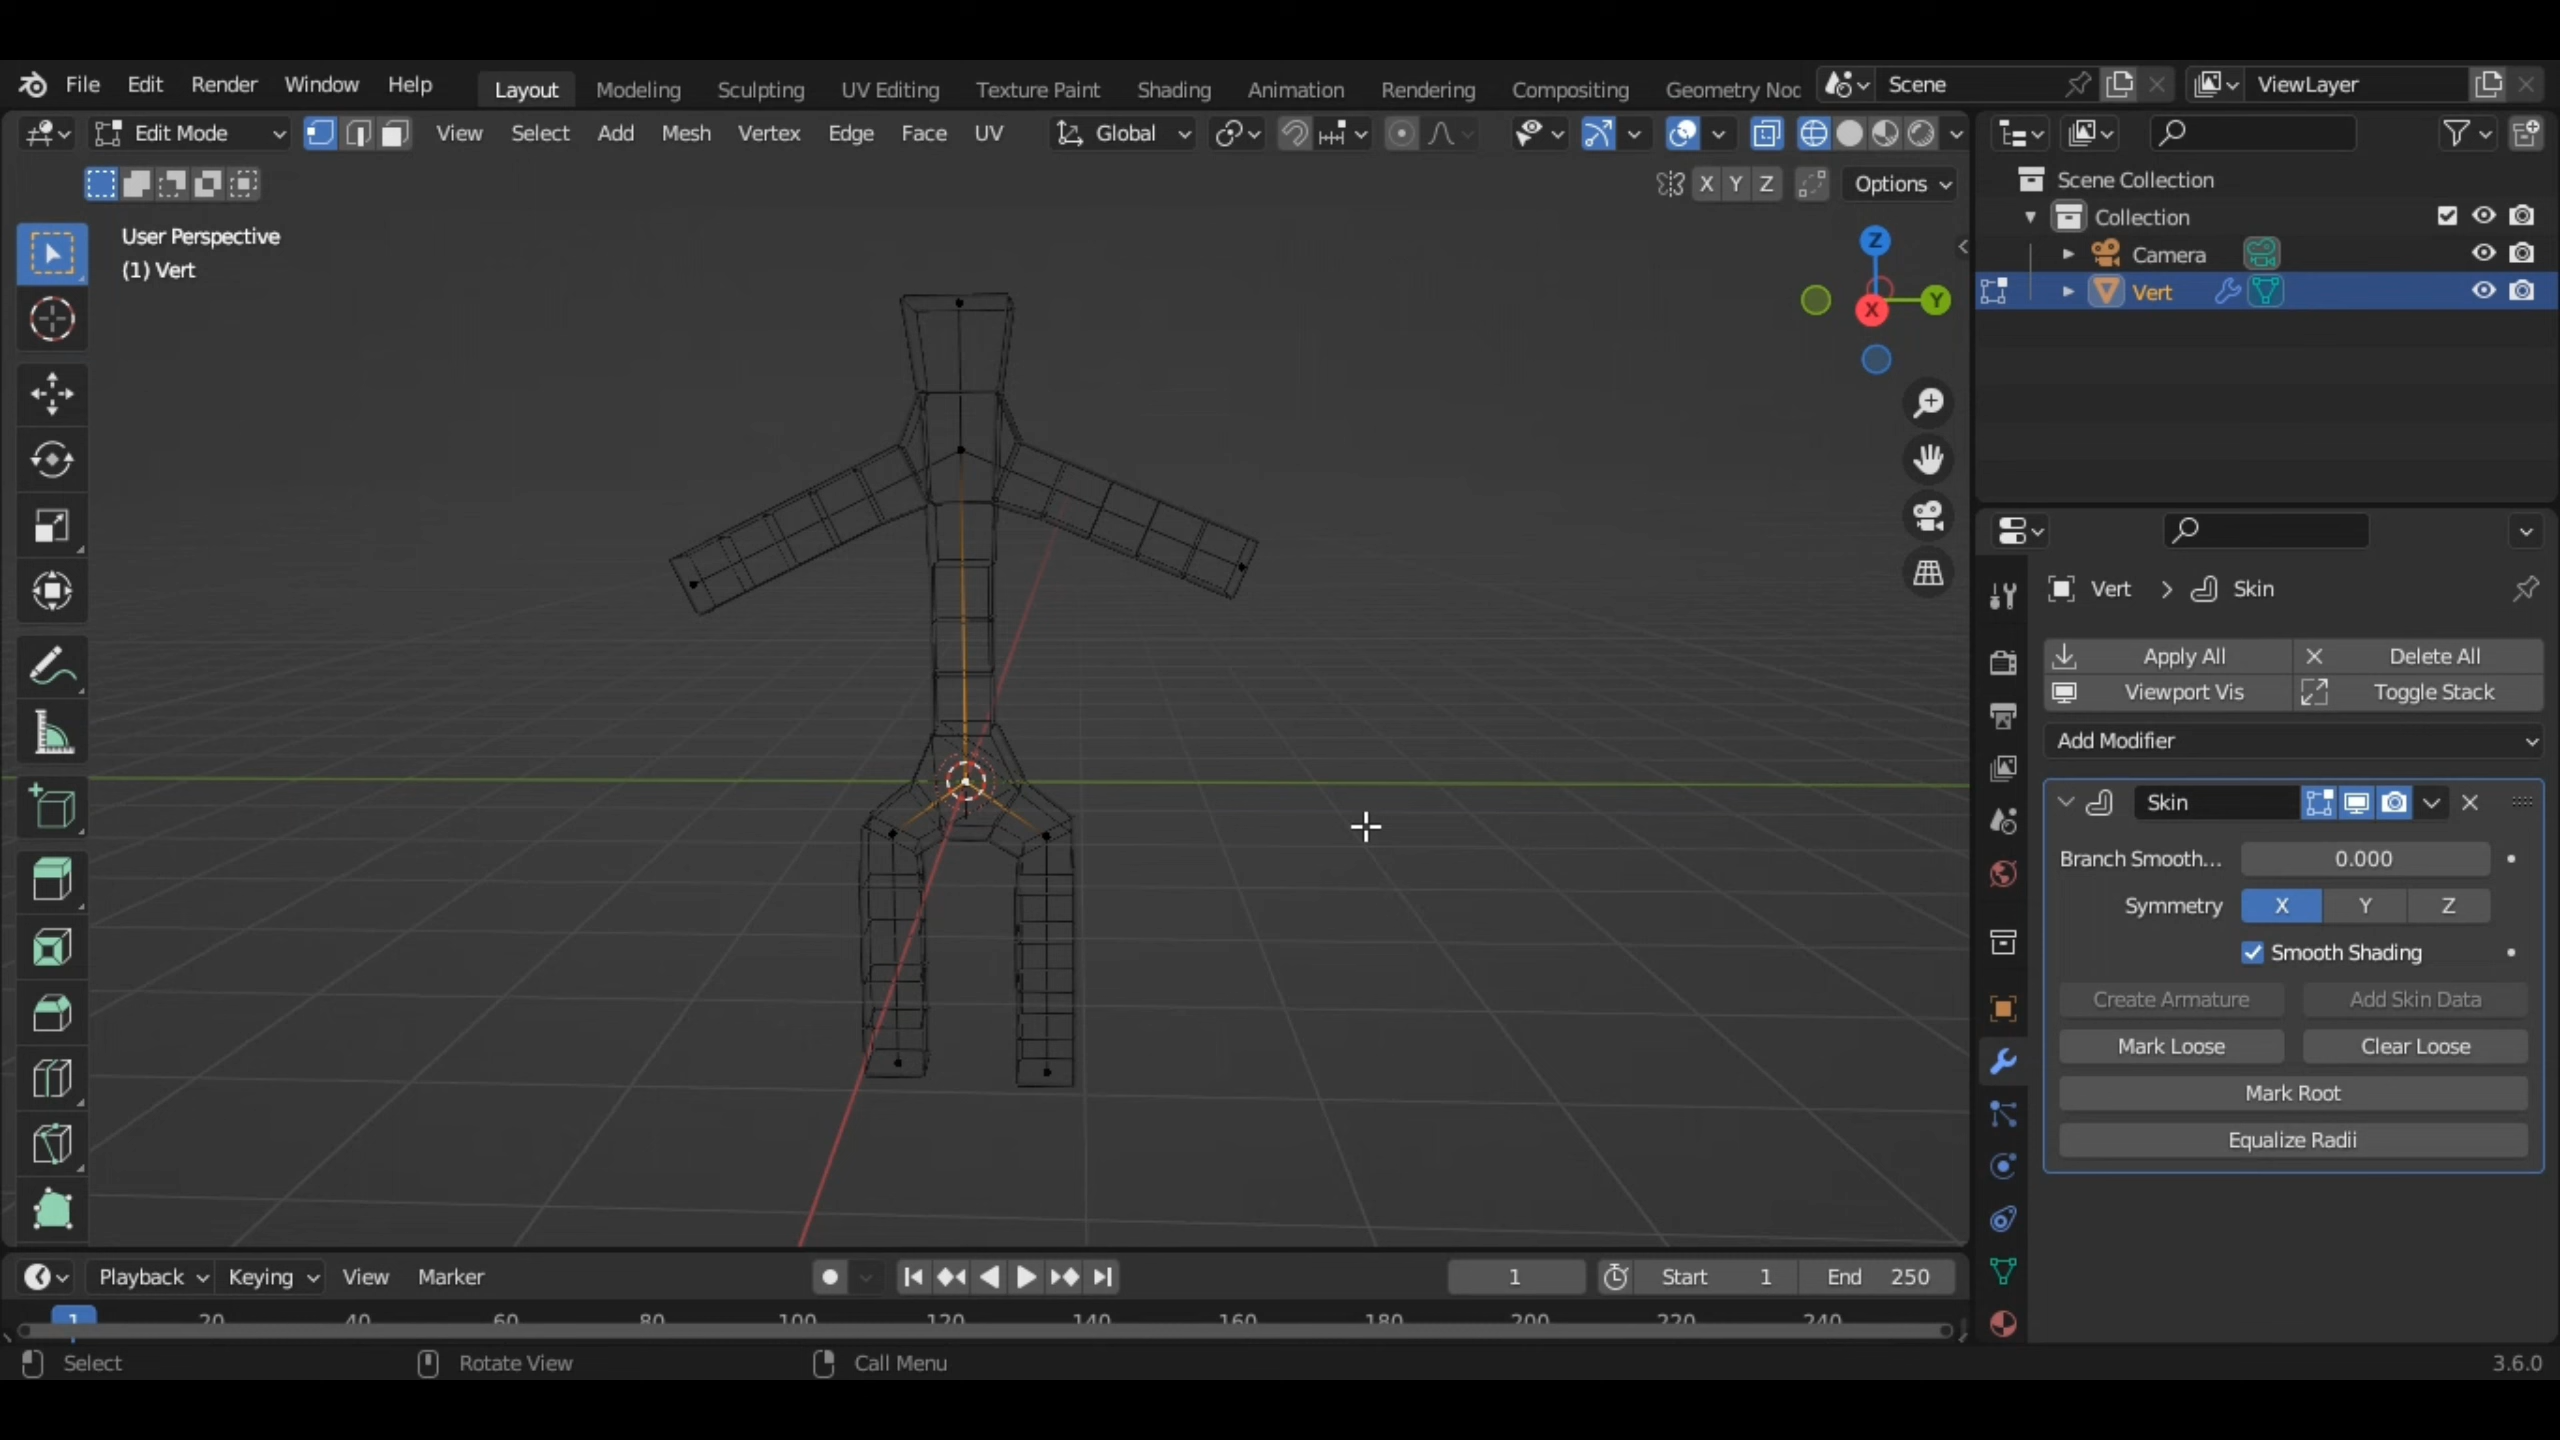 File Edit Render Window Help Layout Modeling Sculpting UV Editing Texture Paint Shading Animation Rendering Compositing Geometry Noc Scene ViewLayer
Edit Mode View Select Add Mesh Vertex Edge Face UV Global
X Y Z Options
User Perspective
(1) Vert
Z
Y
X
Scene Collection
Collection
Camera
Vert
Vert > Skin
Apply All Delete All
Viewport Vis Toggle Stack
Add Modifier
Skin
Branch Smooth... 0.000
Symmetry X Y Z
Smooth Shading
Create Armature Add Skin Data
Mark Loose Clear Loose
Mark Root
Equalize Radii
Playback Keying View Marker 1 Start 1 End 250
1 20 40 60 80 100 120 140 160 180 200 220 240
Select Rotate View Call Menu 3.6.0